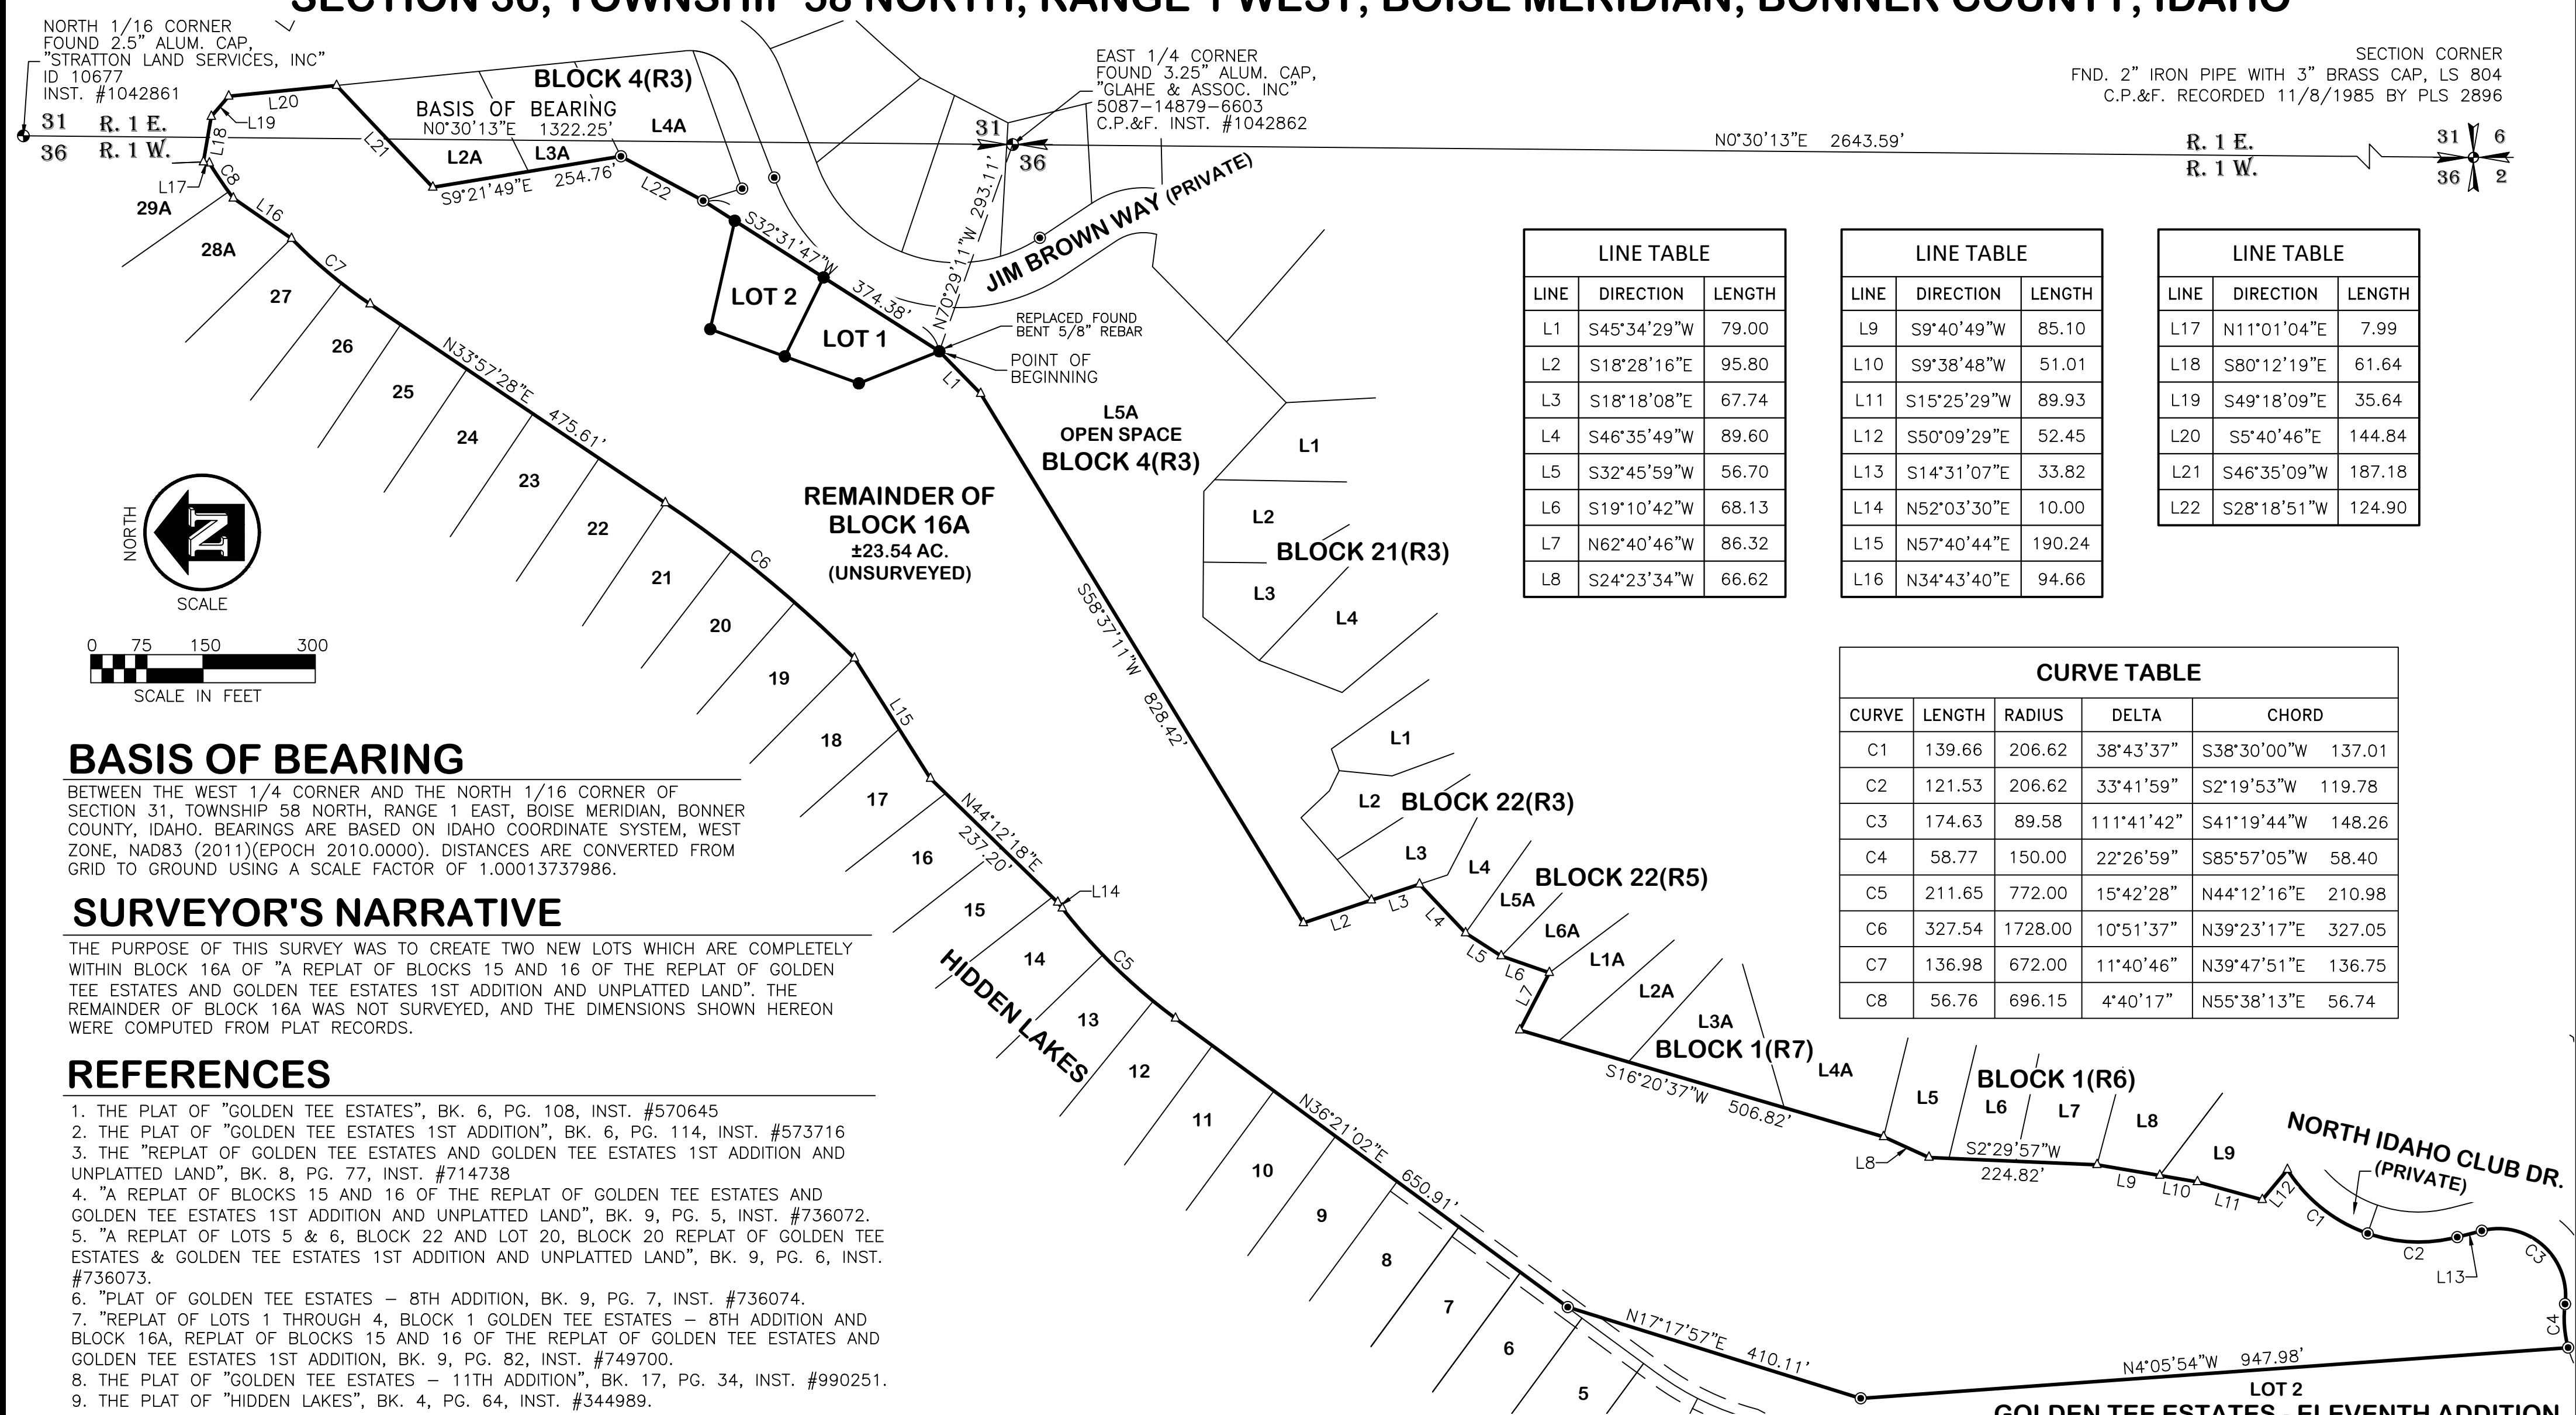 SECTION 36, TOWNSHIP 58 NORTH, RANGE 1 WEST, BOISE MERIDIAN, BONNER COUNTY, IDAHO
NORTH 1/16 CORNER
FOUND 2.5" ALUM. CAP,
"STRATTON LAND SERVICES, INC"
ID 10677
INST. #1042861
31 R. 1 E.
36 R. 1 W.
L20
L19
L18
L17
C8
L21
BLOCK 4(R3)
BASIS OF BEARING
N0°30'13"E 1322.25'
L4A
L2A
L3A
S9°21'49"E 254.76'
L22
EAST 1/4 CORNER
FOUND 3.25" ALUM. CAP,
"GLAHE & ASSOC. INC"
5087-14879-6603
C.P.&F. INST. #1042862
31
36
N70°29'11"W 293.11'
JIM BROWN WAY (PRIVATE)
N0°30'13"E 2643.59'
SECTION CORNER
FND. 2" IRON PIPE WITH 3" BRASS CAP, LS 804
C.P.&F. RECORDED 11/8/1985 BY PLS 2896
R. 1 E.
R. 1 W.
31 6
36 2
S32°31'47"W
374.38'
LOT 2
LOT 1
REPLACED FOUND
BENT 5/8" REBAR
POINT OF
BEGINNING
L1
29A
28A
L16
C7
27
26
25
24
23
22
21
20
19
18
17
16
15
14
13
12
11
10
9
8
7
6
5
N33°57'28"E 475.61'
C6
L15
N44°12'18"E
237.20'
L14
C5
HIDDEN LAKES
N36°21'02"E 650.91'
N17°17'57"E 410.11'
N4°05'54"W 947.98'
LOT 2
GOLDEN TEE ESTATES - ELEVENTH ADDITION
REMAINDER OF
BLOCK 16A
±23.54 AC.
(UNSURVEYED)
L5A
OPEN SPACE
BLOCK 4(R3)
S58°37'11"W 828.42'
L1
L2
BLOCK 21(R3)
L3
L4
L1
L2
BLOCK 22(R3)
L3
L4
BLOCK 22(R5)
L5A
L6A
L2
L3
L4
L5
L6
L7
L1A
L2A
L3A
BLOCK 1(R7)
L4A
S16°20'37"W 506.82'
L8
L5
BLOCK 1(R6)
L6
L7
L8
L9
S2°29'57"W
224.82'
L9
L10
L11
L12
NORTH IDAHO CLUB DR.
(PRIVATE)
C1
C2
L13
C3
C4
NORTH
N
SCALE
0 75 150 300
SCALE IN FEET
BASIS OF BEARING
BETWEEN THE WEST 1/4 CORNER AND THE NORTH 1/16 CORNER OF
SECTION 31, TOWNSHIP 58 NORTH, RANGE 1 EAST, BOISE MERIDIAN, BONNER
COUNTY, IDAHO. BEARINGS ARE BASED ON IDAHO COORDINATE SYSTEM, WEST
ZONE, NAD83 (2011)(EPOCH 2010.0000). DISTANCES ARE CONVERTED FROM
GRID TO GROUND USING A SCALE FACTOR OF 1.00013737986.
SURVEYOR'S NARRATIVE
THE PURPOSE OF THIS SURVEY WAS TO CREATE TWO NEW LOTS WHICH ARE COMPLETELY
WITHIN BLOCK 16A OF "A REPLAT OF BLOCKS 15 AND 16 OF THE REPLAT OF GOLDEN
TEE ESTATES AND GOLDEN TEE ESTATES 1ST ADDITION AND UNPLATTED LAND". THE
REMAINDER OF BLOCK 16A WAS NOT SURVEYED, AND THE DIMENSIONS SHOWN HEREON
WERE COMPUTED FROM PLAT RECORDS.
REFERENCES
1. THE PLAT OF "GOLDEN TEE ESTATES", BK. 6, PG. 108, INST. #570645
2. THE PLAT OF "GOLDEN TEE ESTATES 1ST ADDITION", BK. 6, PG. 114, INST. #573716
3. THE "REPLAT OF GOLDEN TEE ESTATES AND GOLDEN TEE ESTATES 1ST ADDITION AND
UNPLATTED LAND", BK. 8, PG. 77, INST. #714738
4. "A REPLAT OF BLOCKS 15 AND 16 OF THE REPLAT OF GOLDEN TEE ESTATES AND
GOLDEN TEE ESTATES 1ST ADDITION AND UNPLATTED LAND", BK. 9, PG. 5, INST. #736072.
5. "A REPLAT OF LOTS 5 & 6, BLOCK 22 AND LOT 20, BLOCK 20 REPLAT OF GOLDEN TEE
ESTATES & GOLDEN TEE ESTATES 1ST ADDITION AND UNPLATTED LAND", BK. 9, PG. 6, INST.
#736073.
6. "PLAT OF GOLDEN TEE ESTATES – 8TH ADDITION, BK. 9, PG. 7, INST. #736074.
7. "REPLAT OF LOTS 1 THROUGH 4, BLOCK 1 GOLDEN TEE ESTATES – 8TH ADDITION AND
BLOCK 16A, REPLAT OF BLOCKS 15 AND 16 OF THE REPLAT OF GOLDEN TEE ESTATES AND
GOLDEN TEE ESTATES 1ST ADDITION, BK. 9, PG. 82, INST. #749700.
8. THE PLAT OF "GOLDEN TEE ESTATES – 11TH ADDITION", BK. 17, PG. 34, INST. #990251.
9. THE PLAT OF "HIDDEN LAKES", BK. 4, PG. 64, INST. #344989.
LINE TABLE
LINE DIRECTION LENGTH
L1 S45°34'29"W 79.00
L2 S18°28'16"E 95.80
L3 S18°18'08"E 67.74
L4 S46°35'49"W 89.60
L5 S32°45'59"W 56.70
L6 S19°10'42"W 68.13
L7 N62°40'46"W 86.32
L8 S24°23'34"W 66.62
LINE TABLE
LINE DIRECTION LENGTH
L9 S9°40'49"W 85.10
L10 S9°38'48"W 51.01
L11 S15°25'29"W 89.93
L12 S50°09'29"E 52.45
L13 S14°31'07"E 33.82
L14 N52°03'30"E 10.00
L15 N57°40'44"E 190.24
L16 N34°43'40"E 94.66
LINE TABLE
LINE DIRECTION LENGTH
L17 N11°01'04"E 7.99
L18 S80°12'19"E 61.64
L19 S49°18'09"E 35.64
L20 S5°40'46"E 144.84
L21 S46°35'09"W 187.18
L22 S28°18'51"W 124.90
CURVE TABLE
CURVE LENGTH RADIUS DELTA CHORD
C1 139.66 206.62 38°43'37" S38°30'00"W 137.01
C2 121.53 206.62 33°41'59" S2°19'53"W 119.78
C3 174.63 89.58 111°41'42" S41°19'44"W 148.26
C4 58.77 150.00 22°26'59" S85°57'05"W 58.40
C5 211.65 772.00 15°42'28" N44°12'16"E 210.98
C6 327.54 1728.00 10°51'37" N39°23'17"E 327.05
C7 136.98 672.00 11°40'46" N39°47'51"E 136.75
C8 56.76 696.15 4°40'17" N55°38'13"E 56.74